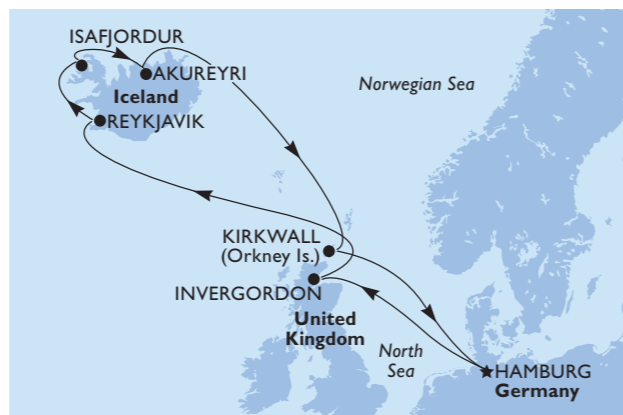 ISAFJORDUR
AKUREYRI
Norwegian Sea
Iceland
REYKJAVIK
KIRKWALL
(Orkney Is.)
INVERGORDON
United
Kingdom
North
Sea
HAMBURG
Germany